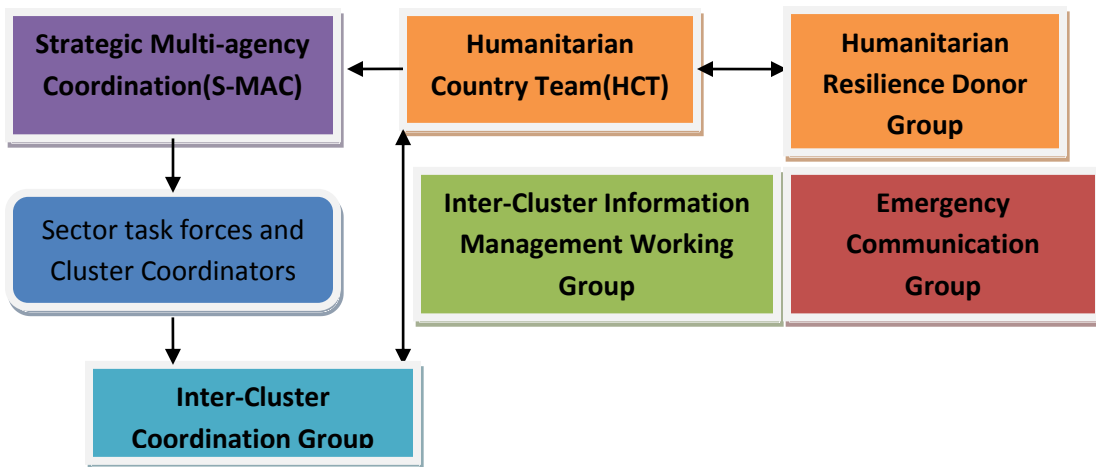 Strategic Multi-agency
Coordination(S-MAC)
Humanitarian
Country Team(HCT)
Humanitarian
Resilience Donor
Group
Sector task forces and
Cluster Coordinators
Inter-Cluster Information
Management Working
Group
Emergency
Communication
Group
Inter-Cluster
Coordination Group